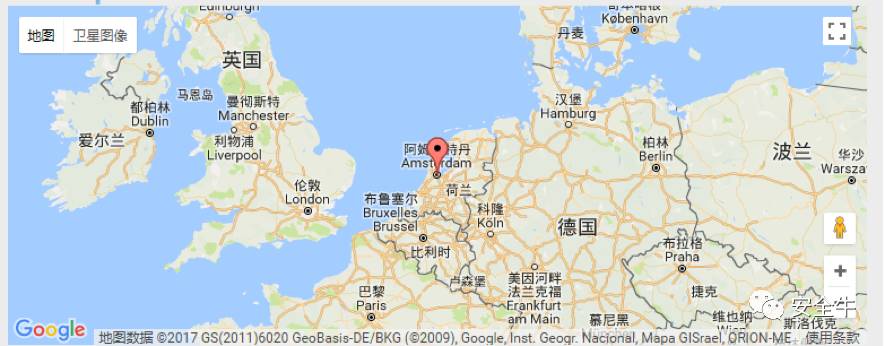 Edinburgh
København
地图
卫星图像
英国
丹麦
马恩岛
曼彻斯特
Manchester
都柏林
Dublin
爱尔兰
利物浦
Liverpool
汉堡
Hamburg
阿姆斯特丹
Amsterdam
柏林
Berlin
波兰
华沙
Warsza
伦敦
London
荷兰
布鲁塞尔
Bruxelles
Brussel
科隆
Köln
德国
比利时
布拉格
Praha
卢森堡
美因河畔
法兰克福
Frankfurt
am Main
巴黎
Paris
捷克
慕尼黑
维也纳
Wien
斯洛伐克
安全牛
Google
地图数据 ©2017 GS(2011)6020 GeoBasis-DE/BKG (©2009), Google, Inst. Geogr. Nacional, Mapa GISrael, ORION-ME
使用条款